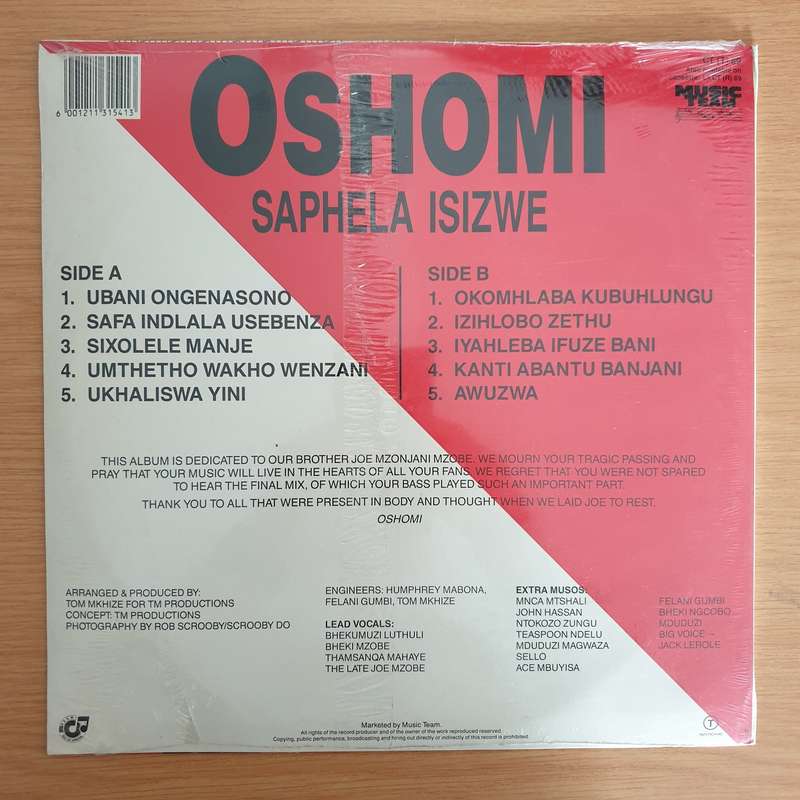 6 001211 315413
Also available on
MUSIC
TEAM
OSHOMI
SAPHELA ISIZWE
SIDE A
1. UBANI ONGENASONO
2. SAFA INDLALA USEBENZA
3. SIXOLELE MANJE
4. UMTHETHO WAKHO WENZANI
5. UKHALISWA YINI
SIDE B
1. OKOMHLABA KUBUHLUNGU
2. IZIHLOBO ZETHU
3. IYAHLEBA IFUZE BANI
4. KANTI ABANTU BANJANI
5. AWUZWA
THIS ALBUM IS DEDICATED TO OUR BROTHER JOE MZONJANI MZOBE. WE MOURN YOUR TRAGIC PASSING AND
PRAY THAT YOUR MUSIC WILL LIVE IN THE HEARTS OF ALL YOUR FANS. WE REGRET THAT YOU WERE NOT SPARED
TO HEAR THE FINAL MIX, OF WHICH YOUR BASS PLAYED SUCH AN IMPORTANT PART.
THANK YOU TO ALL THAT WERE PRESENT IN BODY AND THOUGHT WHEN WE LAID JOE TO REST.
OSHOMI
ARRANGED & PRODUCED BY:
TOM MKHIZE FOR TM PRODUCTIONS
CONCEPT: TM PRODUCTIONS
PHOTOGRAPHY BY ROB SCROOBY/SCROOBY DO
ENGINEERS: HUMPHREY MABONA,
FELANI GUMBI, TOM MKHIZE
LEAD VOCALS:
BHEKUMUZI LUTHULI
BHEKI MZOBE
THAMSANQA MAHAYE
THE LATE JOE MZOBE
EXTRA MUSOS:
MNCA MTSHALI
JOHN HASSAN
NTOKOZO ZUNGU
TEASPOON NDELU
MDUDUZI MAGWAZA
SELLO
ACE MBUYISA
FELANI GUMBI
BHEKI NGCOBO
MDUDUZI
BIG VOICE –
JACK LEROLE
Marketed by Music Team.
All rights of the record producer and of the owner of the work reproduced reserved.
Copying, public performance, broadcasting and hiring out directly or indirectly of this record is prohibited.
T